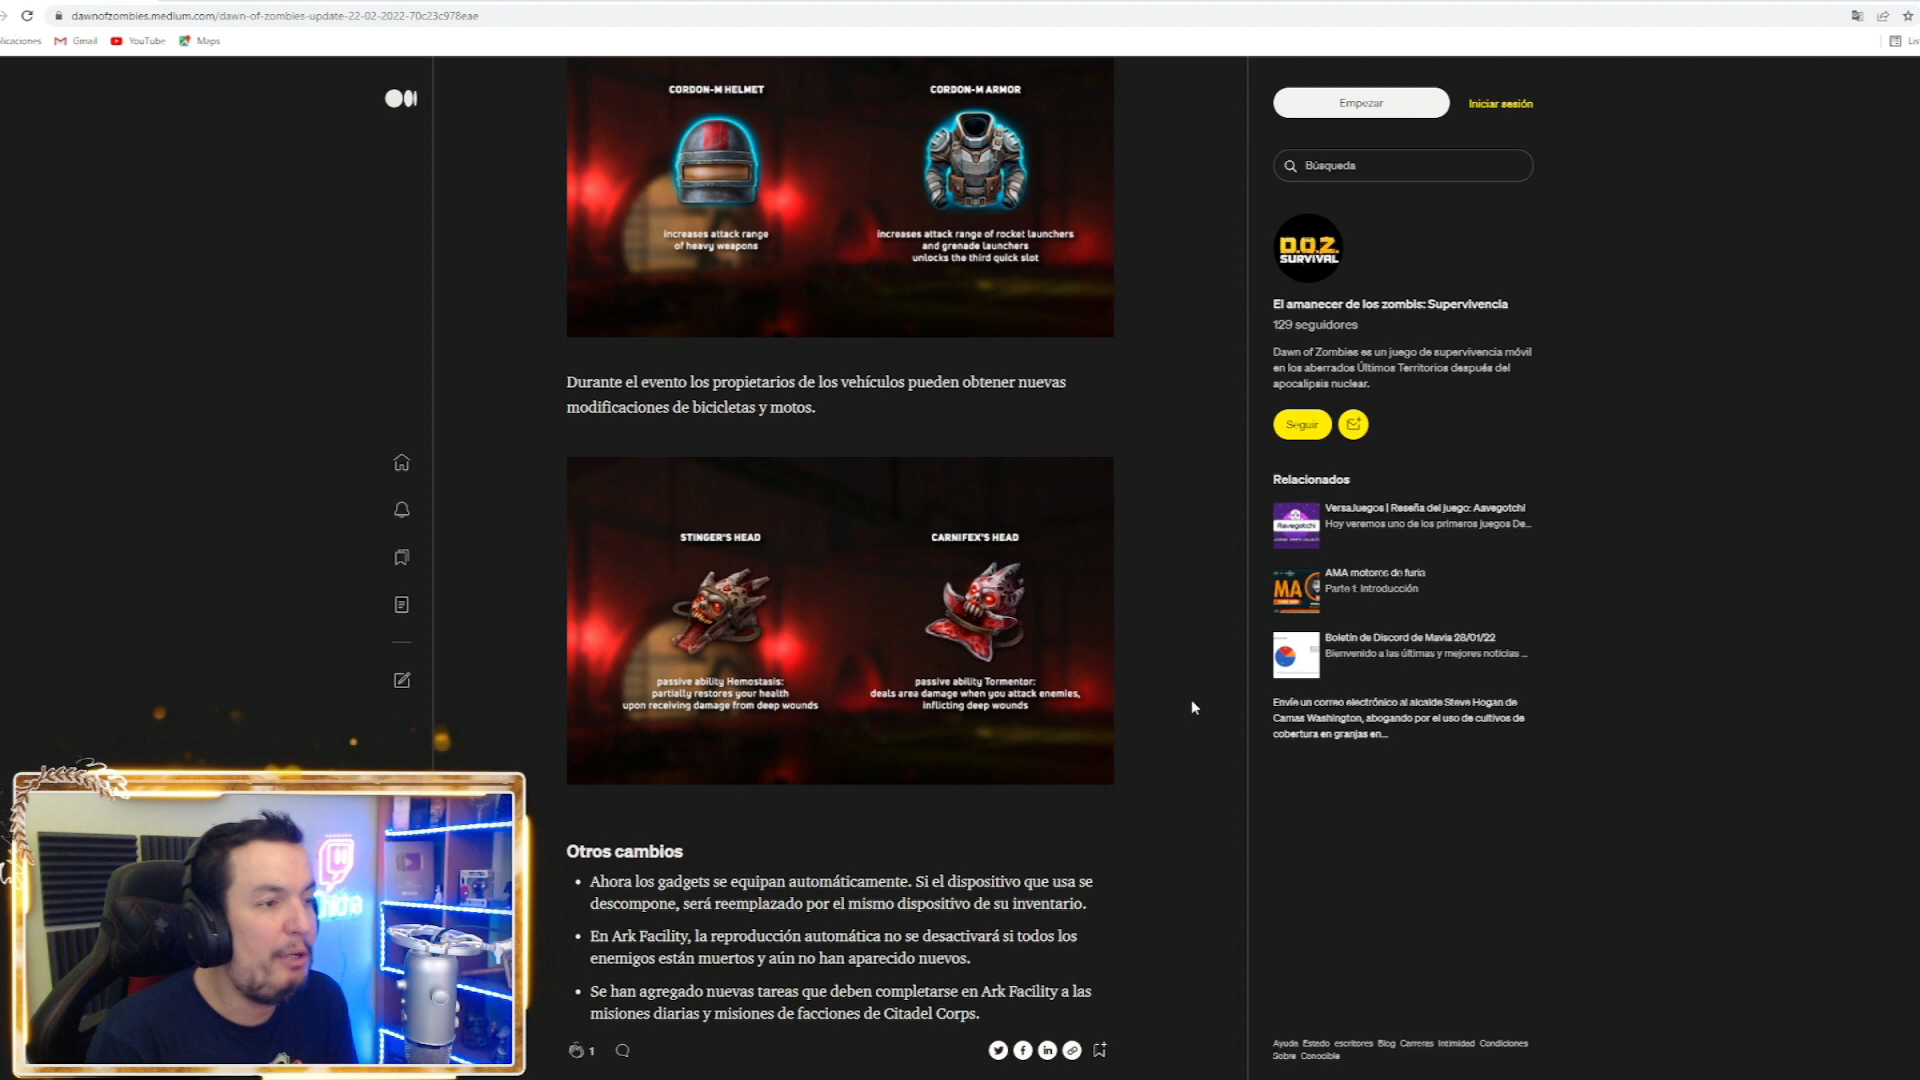 dawnofzombies.medium.com/dawn-of-zombies-update-22-02-2022-70c23c978eae
licaciones
Gmail
YouTube
Maps
Lis
CORDON-M HELMET
increases attack range
of heavy weapons
CORDON-M ARMOR
increases attack range of rocket launchers
and grenade launchers
unlocks the third quick slot
Durante el evento los propietarios de los vehículos pueden obtener nuevas
modificaciones de bicicletas y motos.
STINGER'S HEAD
passive ability Hemostasis:
partially restores your health
upon receiving damage from deep wounds
CARNIFEX'S HEAD
passive ability Tormentor:
deals area damage when you attack enemies,
inflicting deep wounds
Otros cambios
• Ahora los gadgets se equipan automáticamente. Si el dispositivo que usa se
descompone, será reemplazado por el mismo dispositivo de su inventario.
• En Ark Facility, la reproducción automática no se desactivará si todos los
enemigos están muertos y aún no han aparecido nuevos.
• Se han agregado nuevas tareas que deben completarse en Ark Facility a las
misiones diarias y misiones de facciones de Citadel Corps.
1
Empezar
Iniciar sesión
Búsqueda
D.O.Z.
SURVIVAL
El amanecer de los zombis: Supervivencia
129 seguidores
Dawn of Zombies es un juego de supervivencia móvil
en los aberrados Últimos Territorios después del
apocalipsis nuclear.
Seguir
Relacionados
Aavegotchi
VersaJuegos | Reseña del juego: Aavegotchi
Hoy veremos uno de los primeros juegos De...
MA
AMA motores de furia
Parte 1: Introducción
Boletín de Discord de Mavia 28/01/22
Bienvenido a las últimas y mejores noticias ...
Envíe un correo electrónico al alcalde Steve Hogan de
Camas Washington, abogando por el uso de cultivos de
cobertura en granjas en...
Ayuda Estado escritores Blog Carreras Intimidad Condiciones
Sobre Conocible